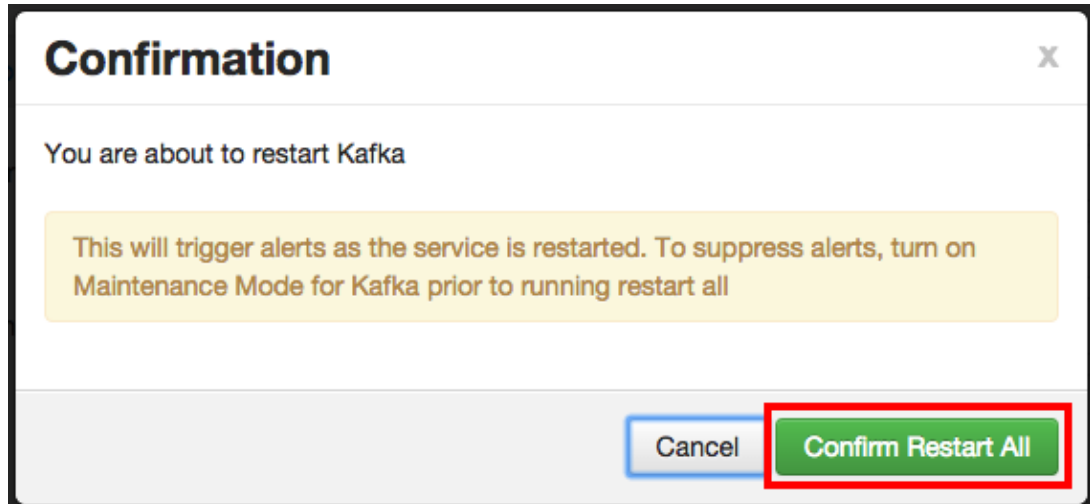 Confirmation
x
You are about to restart Kafka
This will trigger alerts as the service is restarted. To suppress alerts, turn on
Maintenance Mode for Kafka prior to running restart all
Cancel
Confirm Restart All